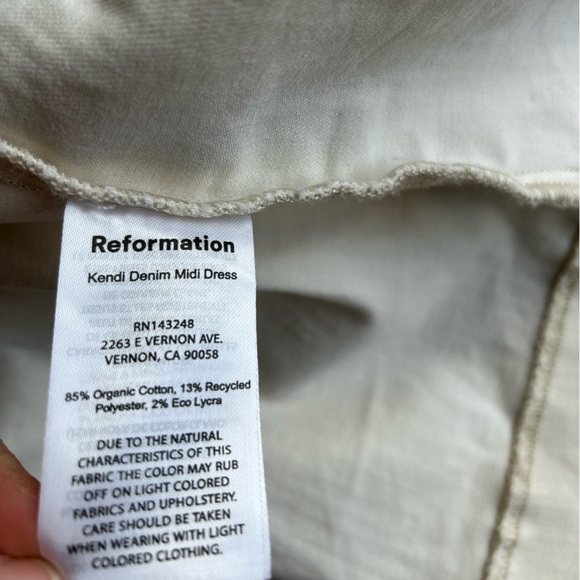 Reformation
Kendi Denim Midi Dress
RN143248
2263 E VERNON AVE.
VERNON, CA 90058
85% Organic Cotton, 13% Recycled
Polyester, 2% Eco Lycra
DUE TO THE NATURAL
CHARACTERISTICS OF THIS
FABRIC THE COLOR MAY RUB
OFF ON LIGHT COLORED
FABRICS AND UPHOLSTERY.
CARE SHOULD BE TAKEN
WHEN WEARING WITH LIGHT
COLORED CLOTHING.